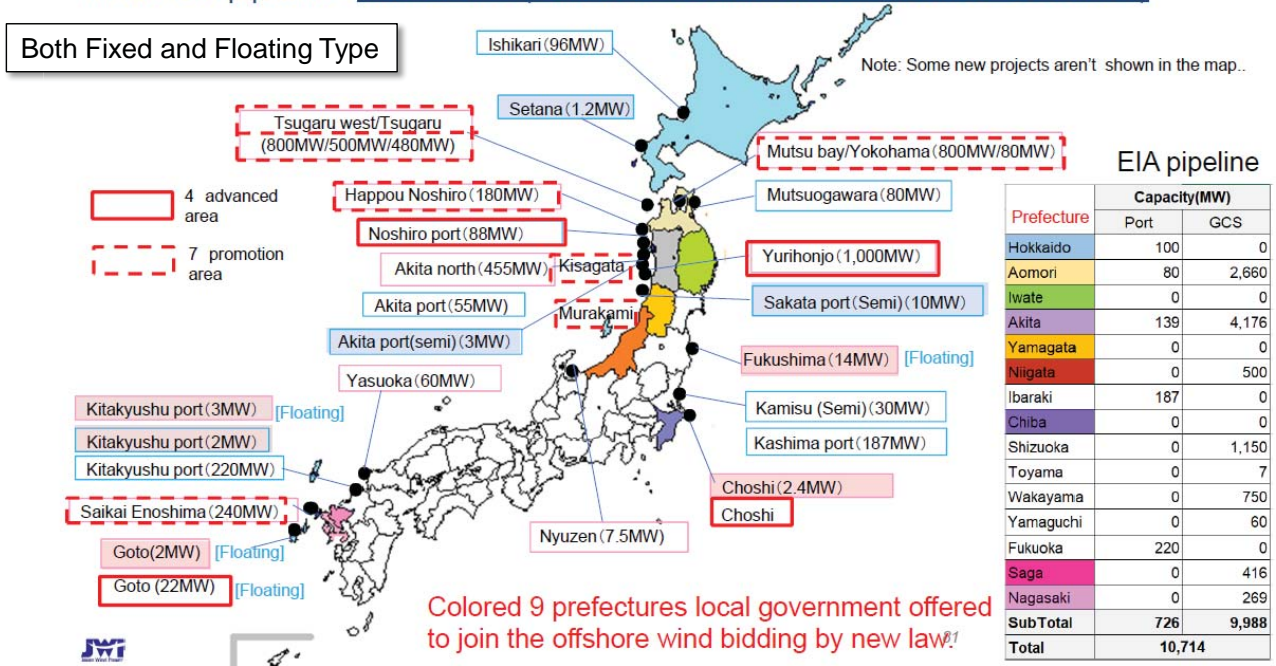 Both Fixed and Floating Type
Ishikari (96MW)
Note: Some new projects aren't shown in the map..
Setana (1.2MW)
Tsugaru west/Tsugaru
(800MW/500MW/480MW)
Mutsu bay/Yokohama (800MW/80MW)
4 advanced
area
Happou Noshiro (180MW)
Mutsuogawara (80MW)
Noshiro port (88MW)
7 promotion
area
Akita north (455MW)
Kisagata
Yurihonjo (1,000MW)
Akita port (55MW)
Sakata port(Semi) (10MW)
Murakami
Akita port(semi) (3MW)
Fukushima (14MW) [Floating]
Yasuoka (60MW)
Kitakyushu port (3MW) [Floating]
Kamisu (Semi) (30MW)
Kitakyushu port (2MW)
Kashima port (187MW)
Kitakyushu port (220MW)
Choshi (2.4MW)
Saikai Enoshima (240MW)
Choshi
Nyuzen (7.5MW)
Goto(2MW) [Floating]
Goto (22MW) [Floating]
Colored 9 prefectures local government offered
to join the offshore wind bidding by new law.
31
JWPA
EIA pipeline
Prefecture Capacity(MW)
Port GCS
Hokkaido 100 0
Aomori 80 2,660
Iwate 0 0
Akita 139 4,176
Yamagata 0 0
Niigata 0 500
Ibaraki 187 0
Chiba 0 0
Shizuoka 0 1,150
Toyama 0 7
Wakayama 0 750
Yamaguchi 0 60
Fukuoka 220 0
Saga 0 416
Nagasaki 0 269
SubTotal 726 9,988
Total 10,714